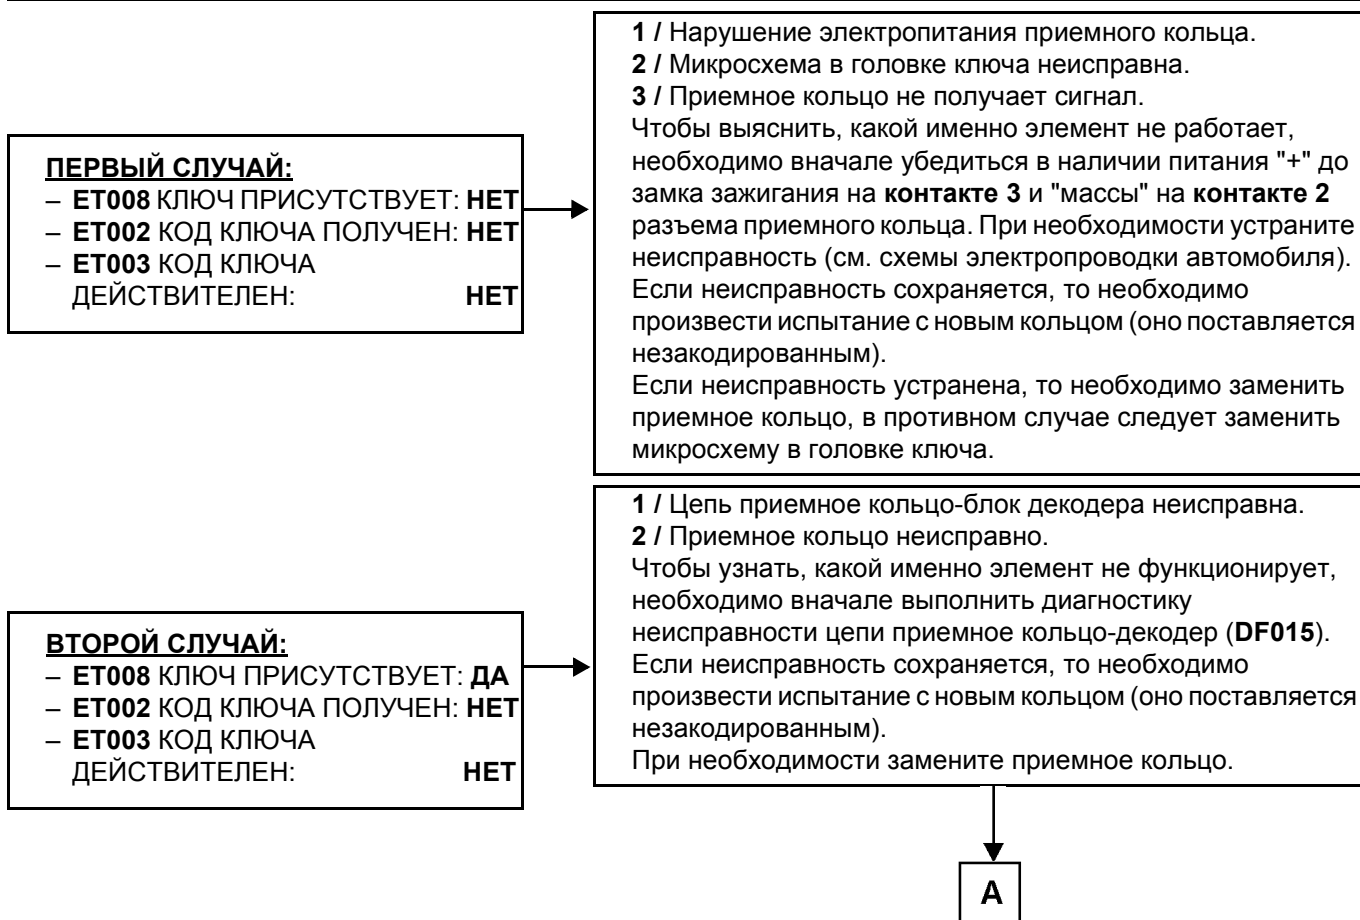 ПЕРВЫЙ СЛУЧАЙ:
– ET008 КЛЮЧ ПРИСУТСТВУЕТ: НЕТ
– ET002 КОД КЛЮЧА ПОЛУЧЕН: НЕТ
– ET003 КОД КЛЮЧА
ДЕЙСТВИТЕЛЕН: НЕТ
1 / Нарушение электропитания приемного кольца.
2 / Микросхема в головке ключа неисправна.
3 / Приемное кольцо не получает сигнал.
Чтобы выяснить, какой именно элемент не работает,
необходимо вначале убедиться в наличии питания "+" до
замка зажигания на контакте 3 и "массы" на контакте 2
разъема приемного кольца. При необходимости устраните
неисправность (см. схемы электропроводки автомобиля).
Если неисправность сохраняется, то необходимо
произвести испытание с новым кольцом (оно поставляется
незакодированным).
Если неисправность устранена, то необходимо заменить
приемное кольцо, в противном случае следует заменить
микросхему в головке ключа.
ВТОРОЙ СЛУЧАЙ:
– ET008 КЛЮЧ ПРИСУТСТВУЕТ: ДА
– ET002 КОД КЛЮЧА ПОЛУЧЕН: НЕТ
– ET003 КОД КЛЮЧА
ДЕЙСТВИТЕЛЕН: НЕТ
1 / Цепь приемное кольцо-блок декодера неисправна.
2 / Приемное кольцо неисправно.
Чтобы узнать, какой именно элемент не функционирует,
необходимо вначале выполнить диагностику
неисправности цепи приемное кольцо-декодер (DF015).
Если неисправность сохраняется, то необходимо
произвести испытание с новым кольцом (оно поставляется
незакодированным).
При необходимости замените приемное кольцо.
A